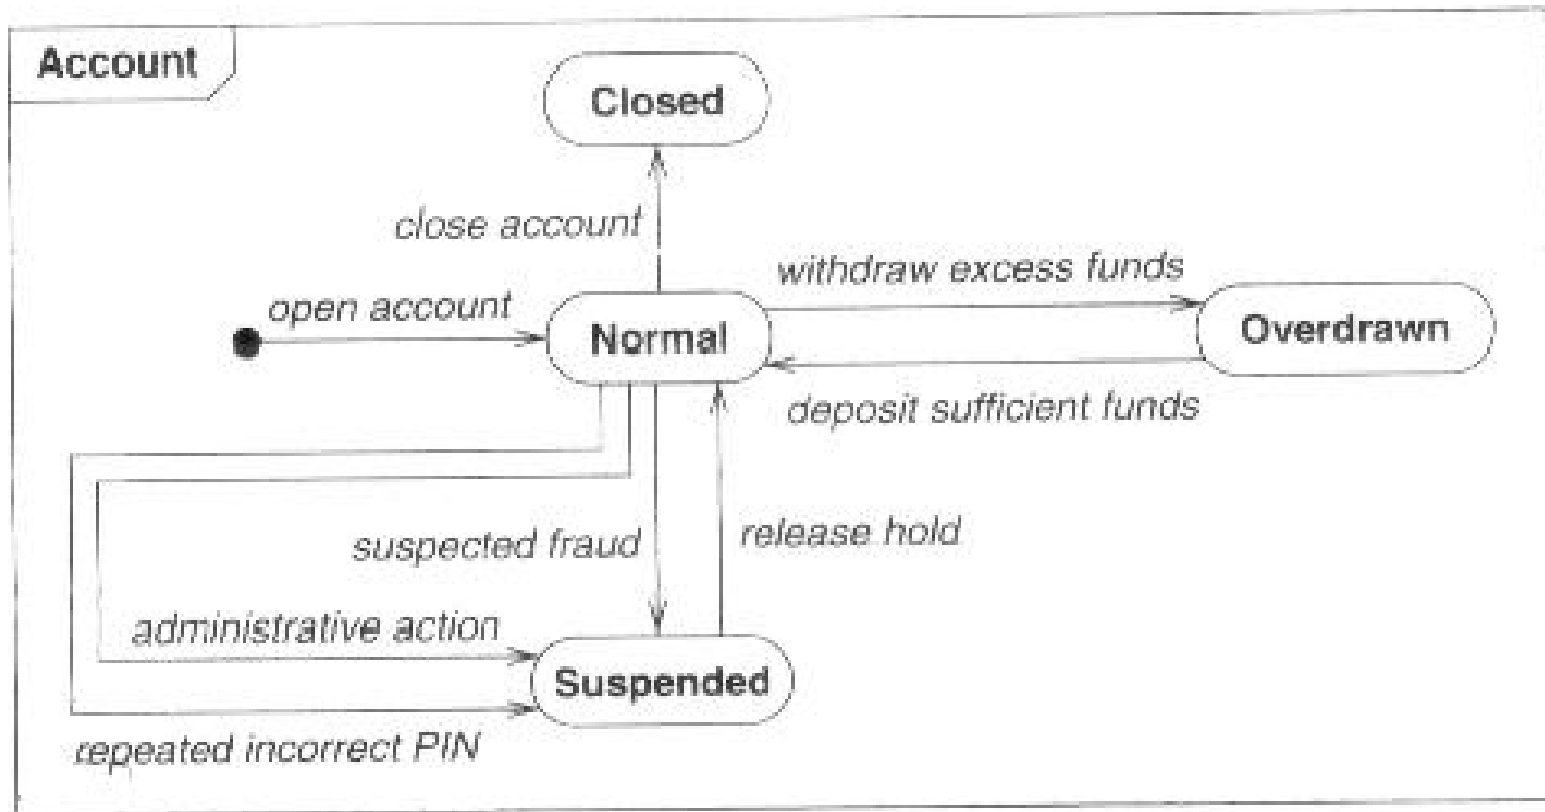 Account
Closed
close account
withdraw excess funds
open account
Normal
Overdrawn
deposit sufficient funds
suspected fraud
release hold
administrative action
Suspended
repeated incorrect PIN